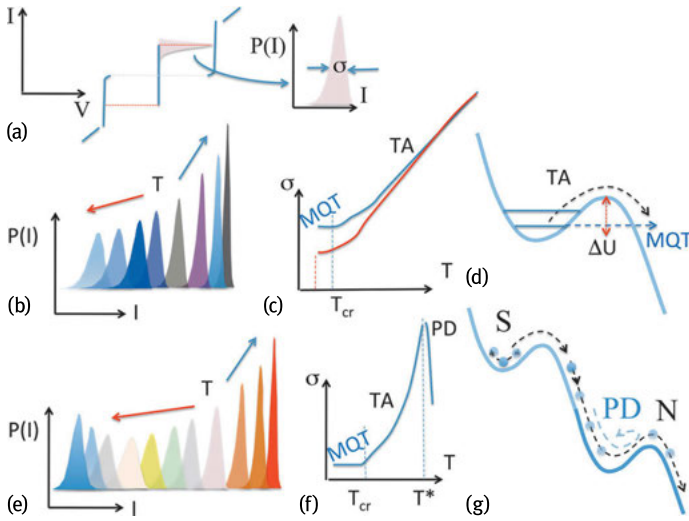 I
V
(a)
P(I)
σ
I
(b)
P(I)
T
I
(c)
σ
TA
MQT
T
Tcr
(d)
TA
ΔU
MQT
(e)
P(I)
T
I
(f)
σ
PD
TA
MQT
T
Tcr
T*
(g)
S
PD
N